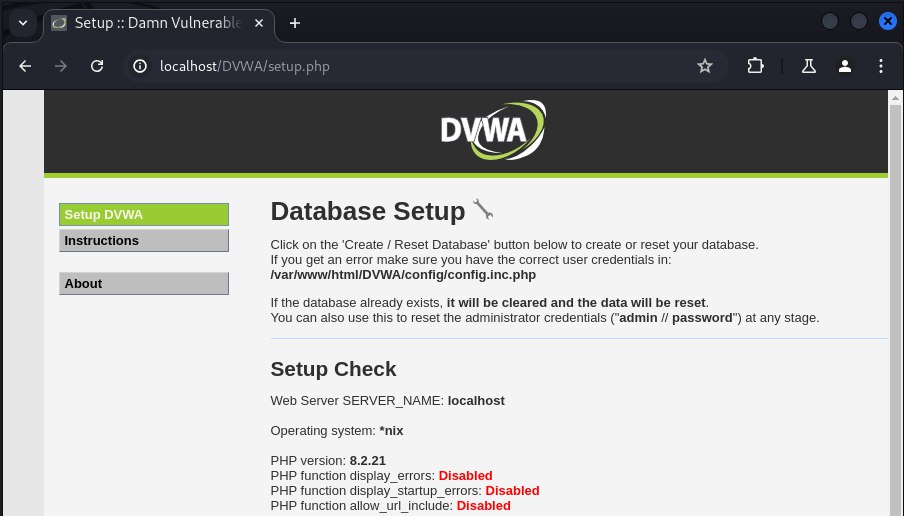 Setup :: Damn Vulnerable
localhost/DVWA/setup.php
DVWA
Setup DVWA
Instructions
About
Database Setup
Click on the 'Create / Reset Database' button below to create or reset your database.
If you get an error make sure you have the correct user credentials in:
/var/www/html/DVWA/config/config.inc.php
If the database already exists, it will be cleared and the data will be reset.
You can also use this to reset the administrator credentials ("admin // password") at any stage.
Setup Check
Web Server SERVER_NAME: localhost
Operating system: *nix
PHP version: 8.2.21
PHP function display_errors: Disabled
PHP function display_startup_errors: Disabled
PHP function allow_url_include: Disabled